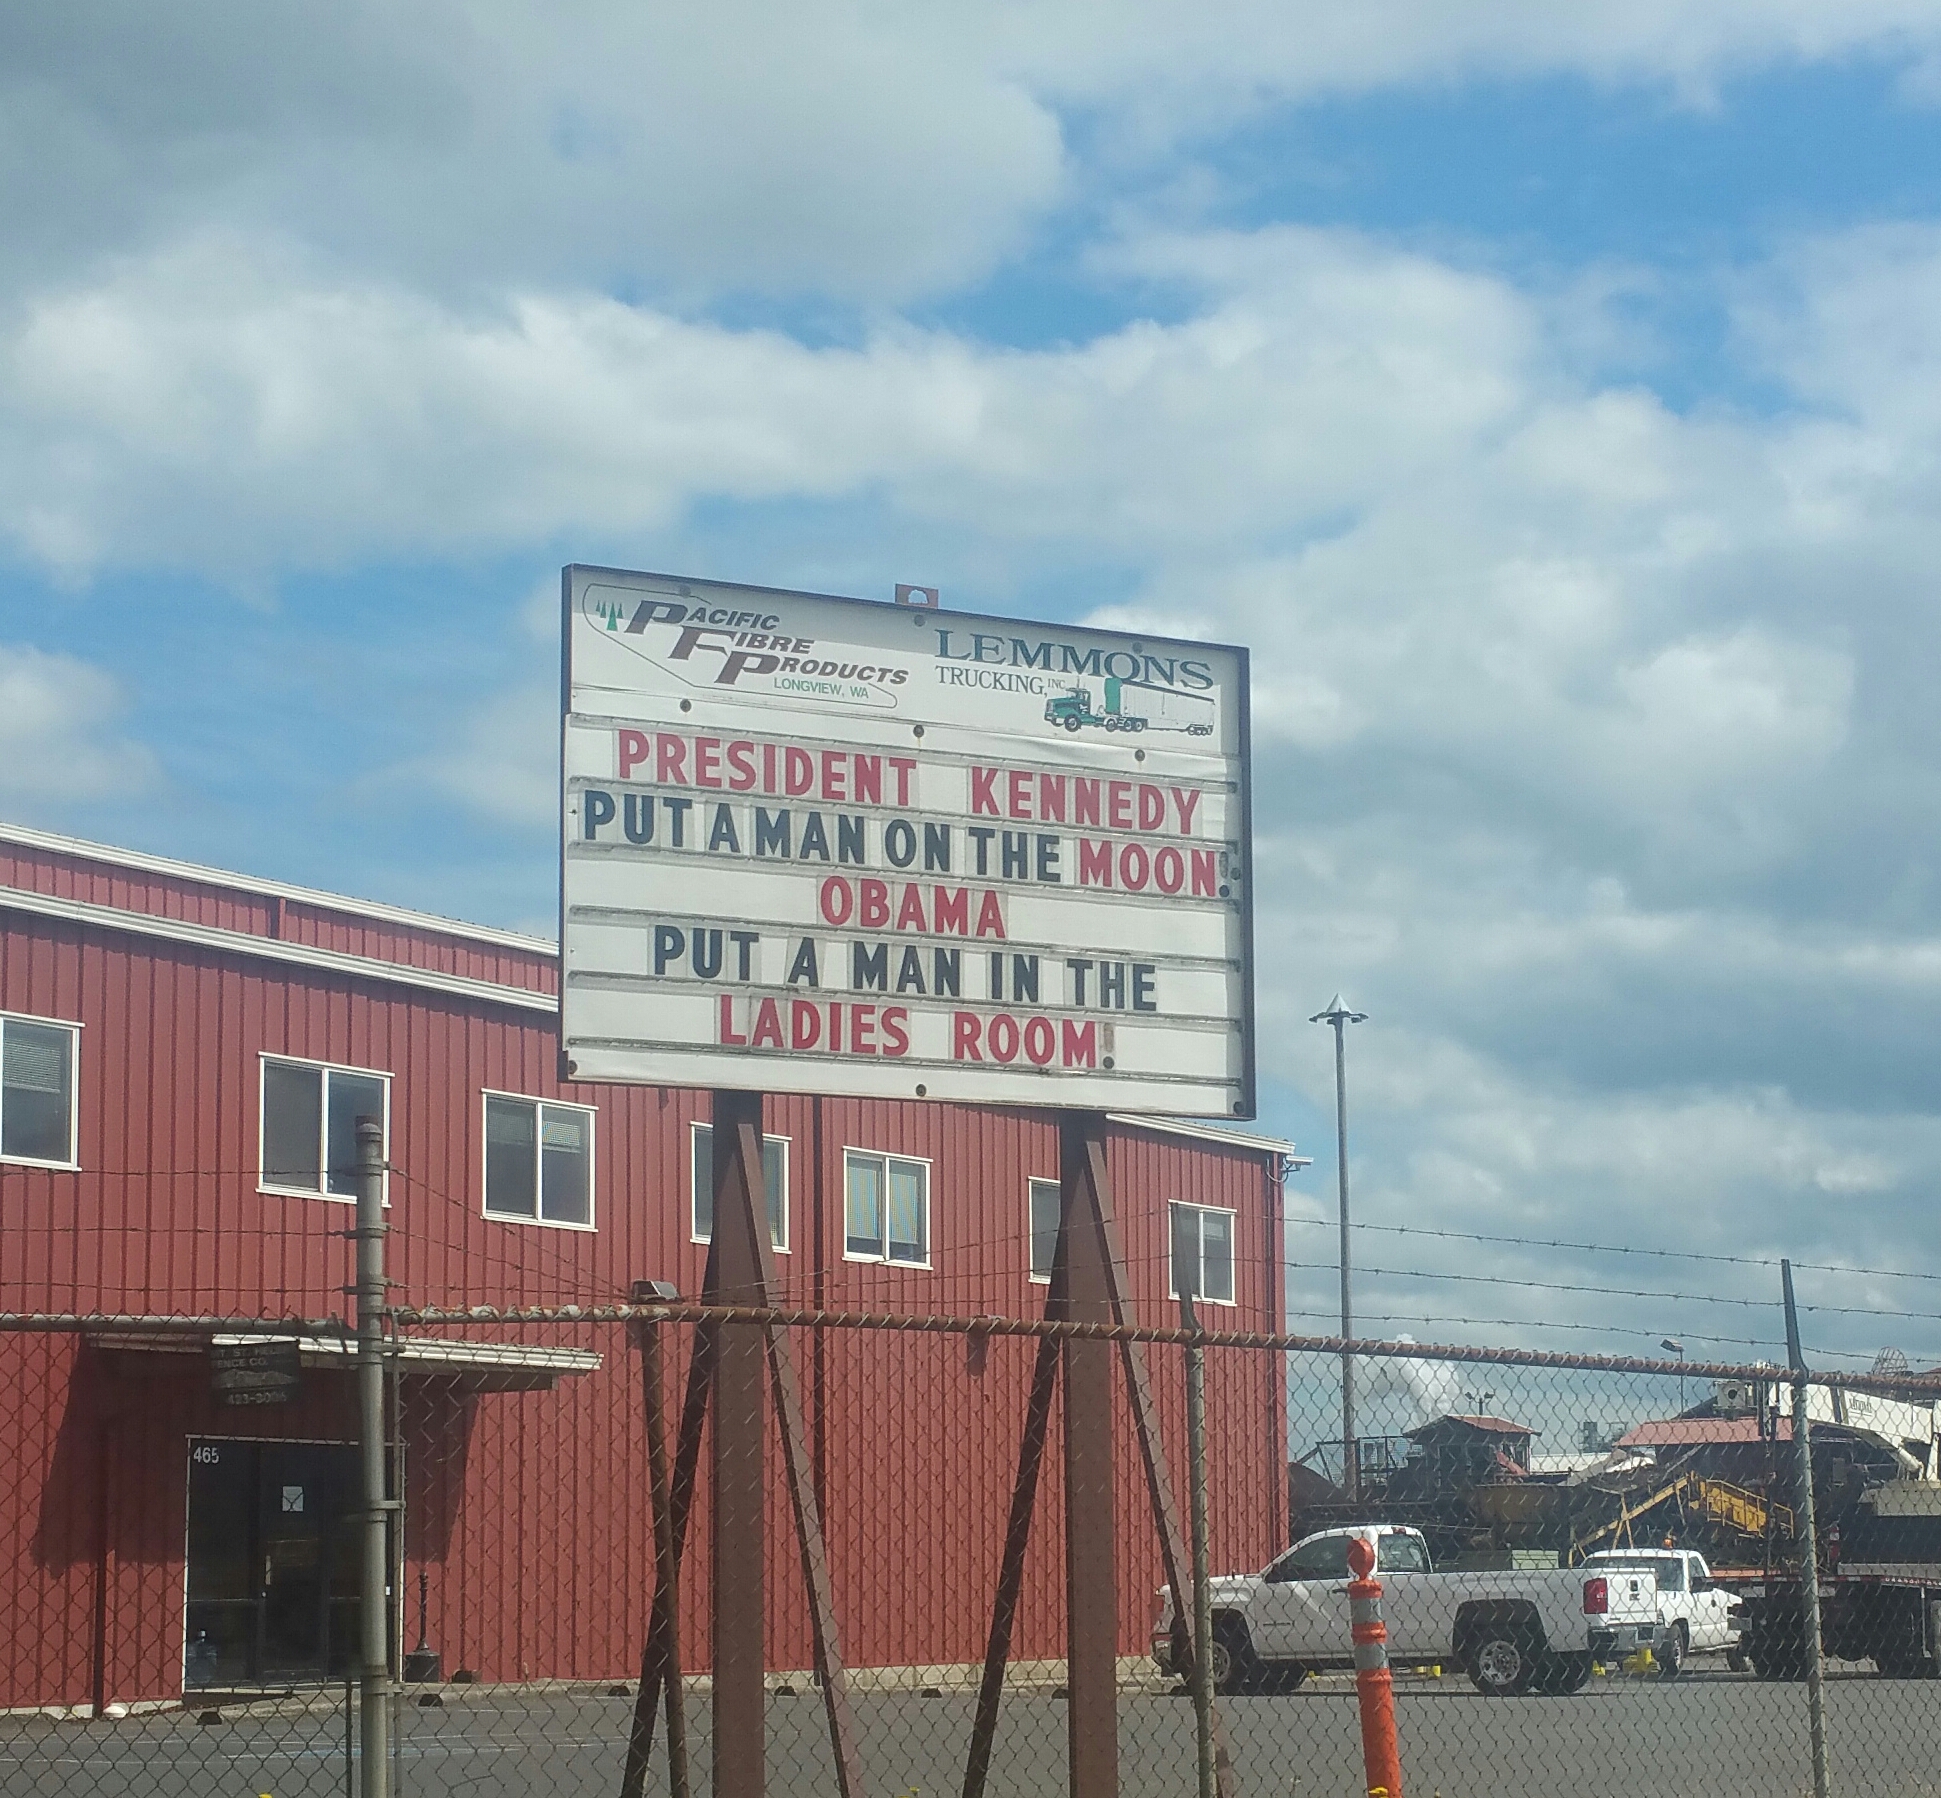 PACIFIC
FIBRE
PRODUCTS
LONGVIEW, WA
LEMMONS
TRUCKING, INC
PRESIDENT KENNEDY
PUT A MAN ON THE MOON!
OBAMA
PUT A MAN IN THE
LADIES ROOM!
465